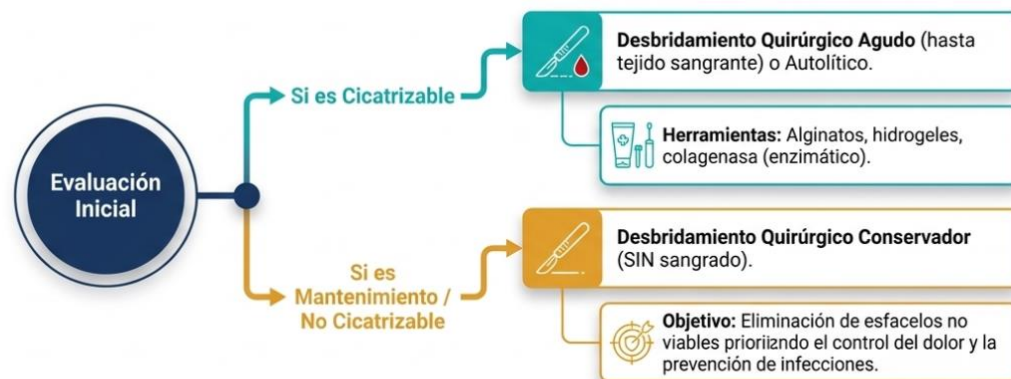 Evaluación
Inicial
Si es Cicatrizable
Desbridamiento Quirúrgico Agudo (hasta
tejido sangrante) o Autolítico.
Herramientas: Alginatos, hidrogeles,
colagenasa (enzimático).
Si es
Mantenimiento /
No Cicatrizable
Desbridamiento Quirúrgico Conservador
(SIN sangrado).
Objetivo: Eliminación de esfacelos no
viables prioriizndo el control del dolor y la
prevención de infecciones.